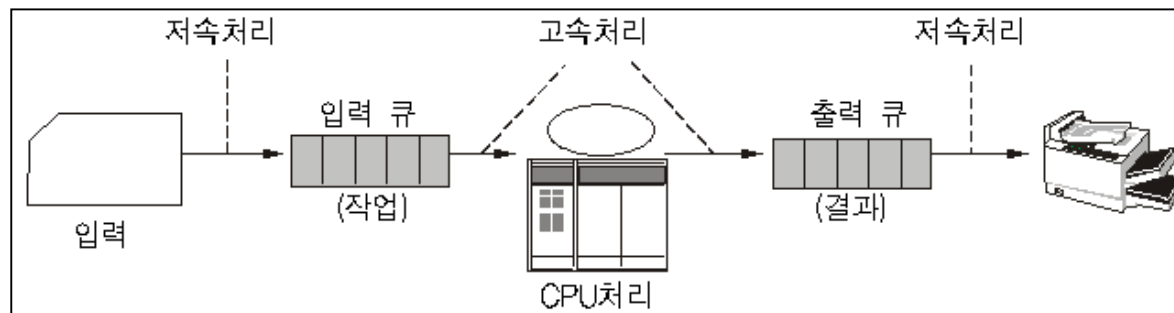 저속처리
고속처리
저속처리
입력 큐
출력 큐
(작업)
(결과)
입력
CPU처리